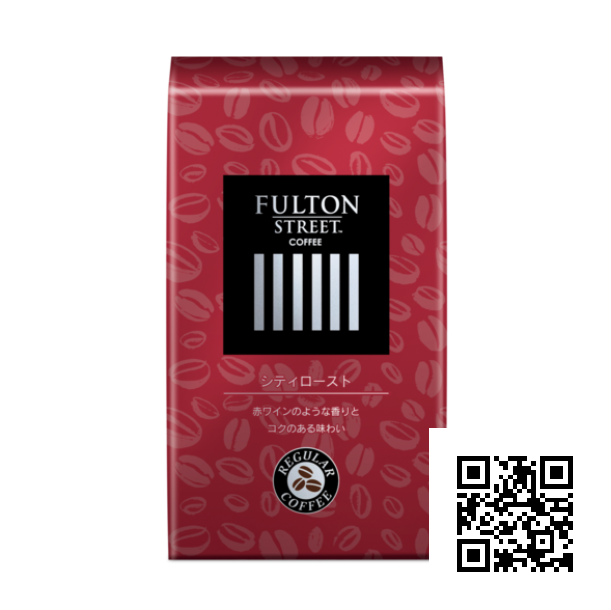 FULTON
STREET™
COFFEE
シティロースト
赤ワインのような香りと
コクのある味わい
REGULAR
COFFEE